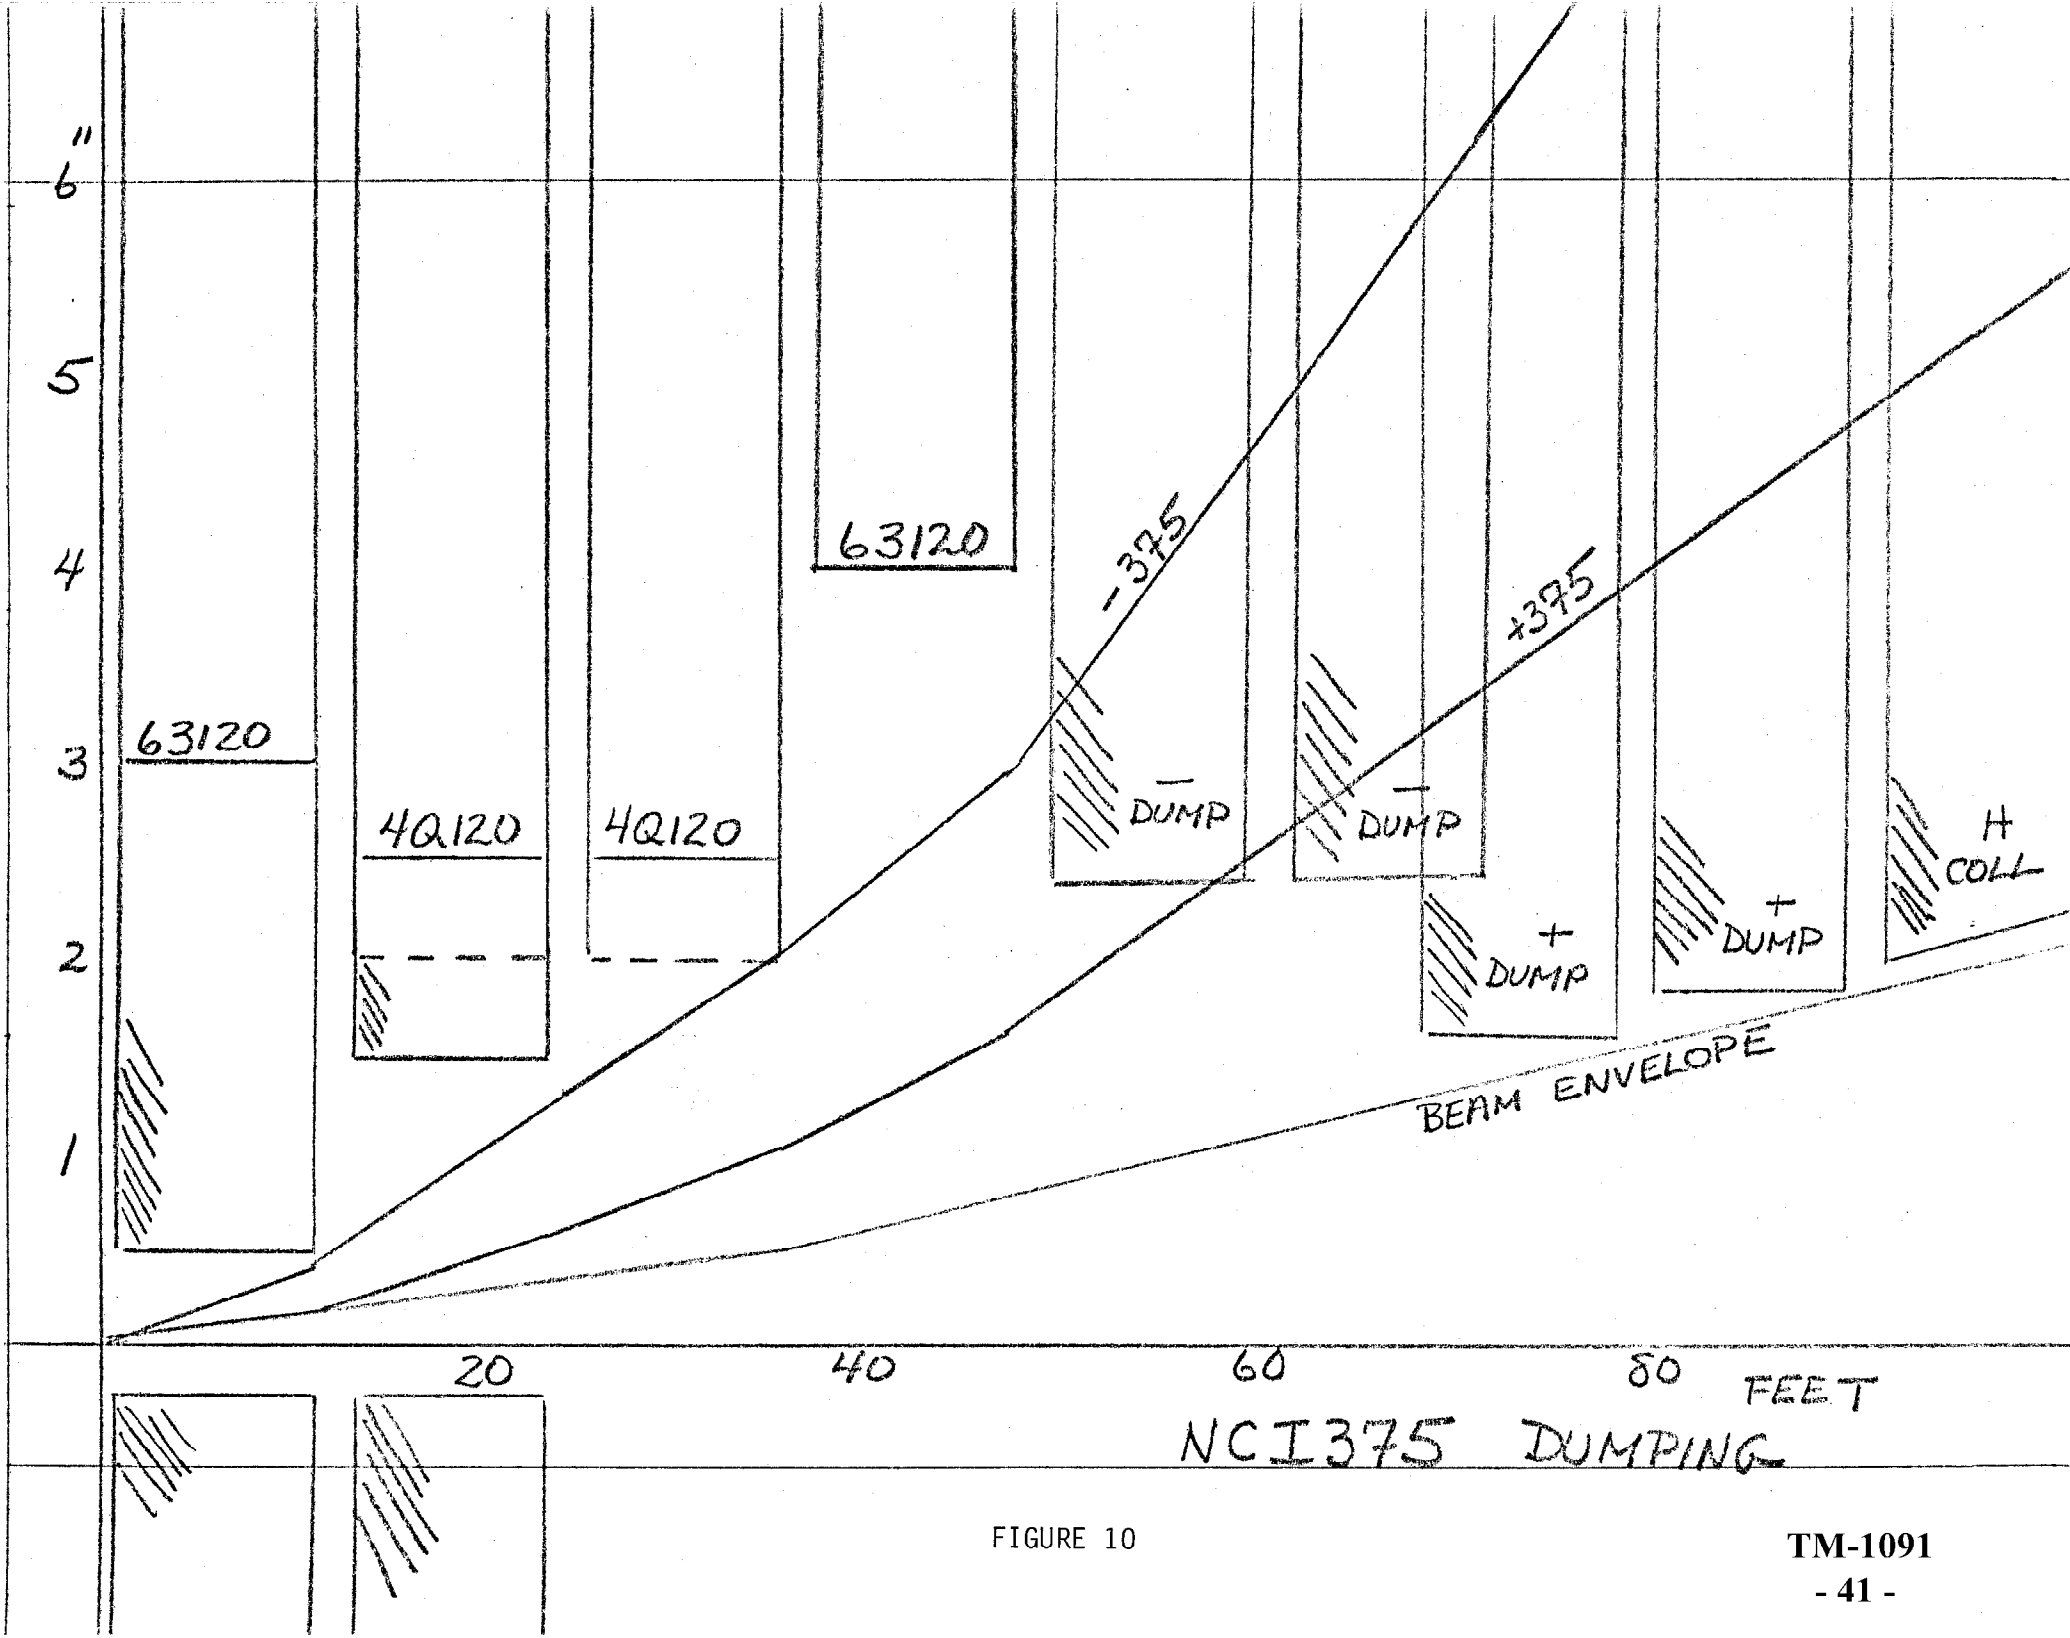 "
6
5
4
3
2
1
63120
4Q120
4Q120
63120
-375
+375
—
DUMP
—
DUMP
+
DUMP
+
DUMP
H
COLL
BEAM ENVELOPE
20
40
60
80
FEET
NCI375 DUMPING
FIGURE 10
TM-1091
- 41 -